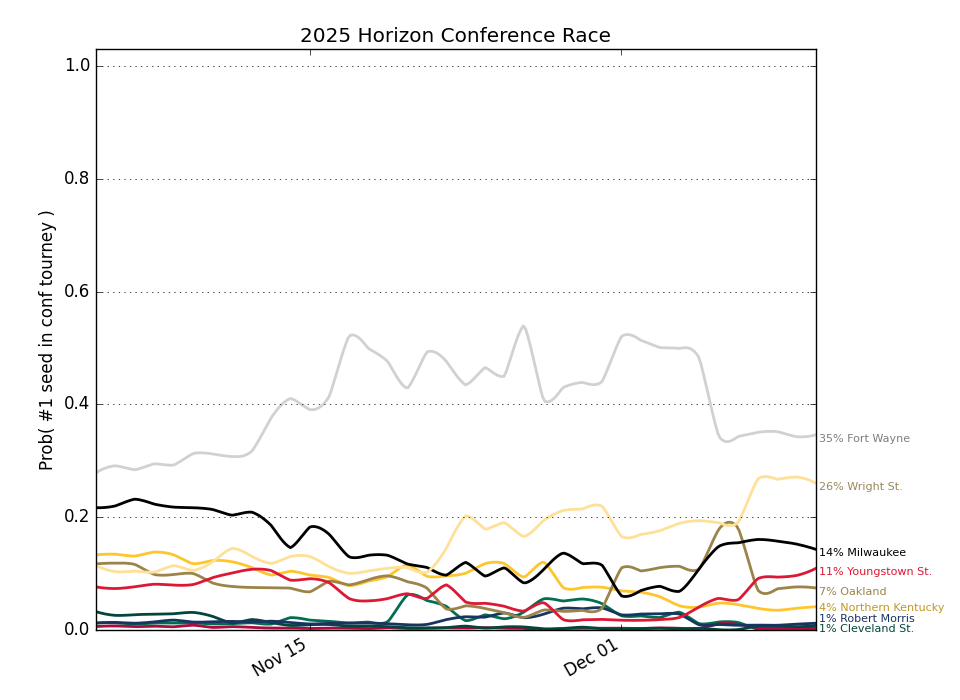 2025 Horizon Conference Race
Prob( #1 seed in conf tourney )
1.0
0.8
0.6
0.4
0.2
0.0
Nov 15
Dec 01
35% Fort Wayne
26% Wright St.
14% Milwaukee
11% Youngstown St.
7% Oakland
4% Northern Kentucky
1% Robert Morris
1% Cleveland St.